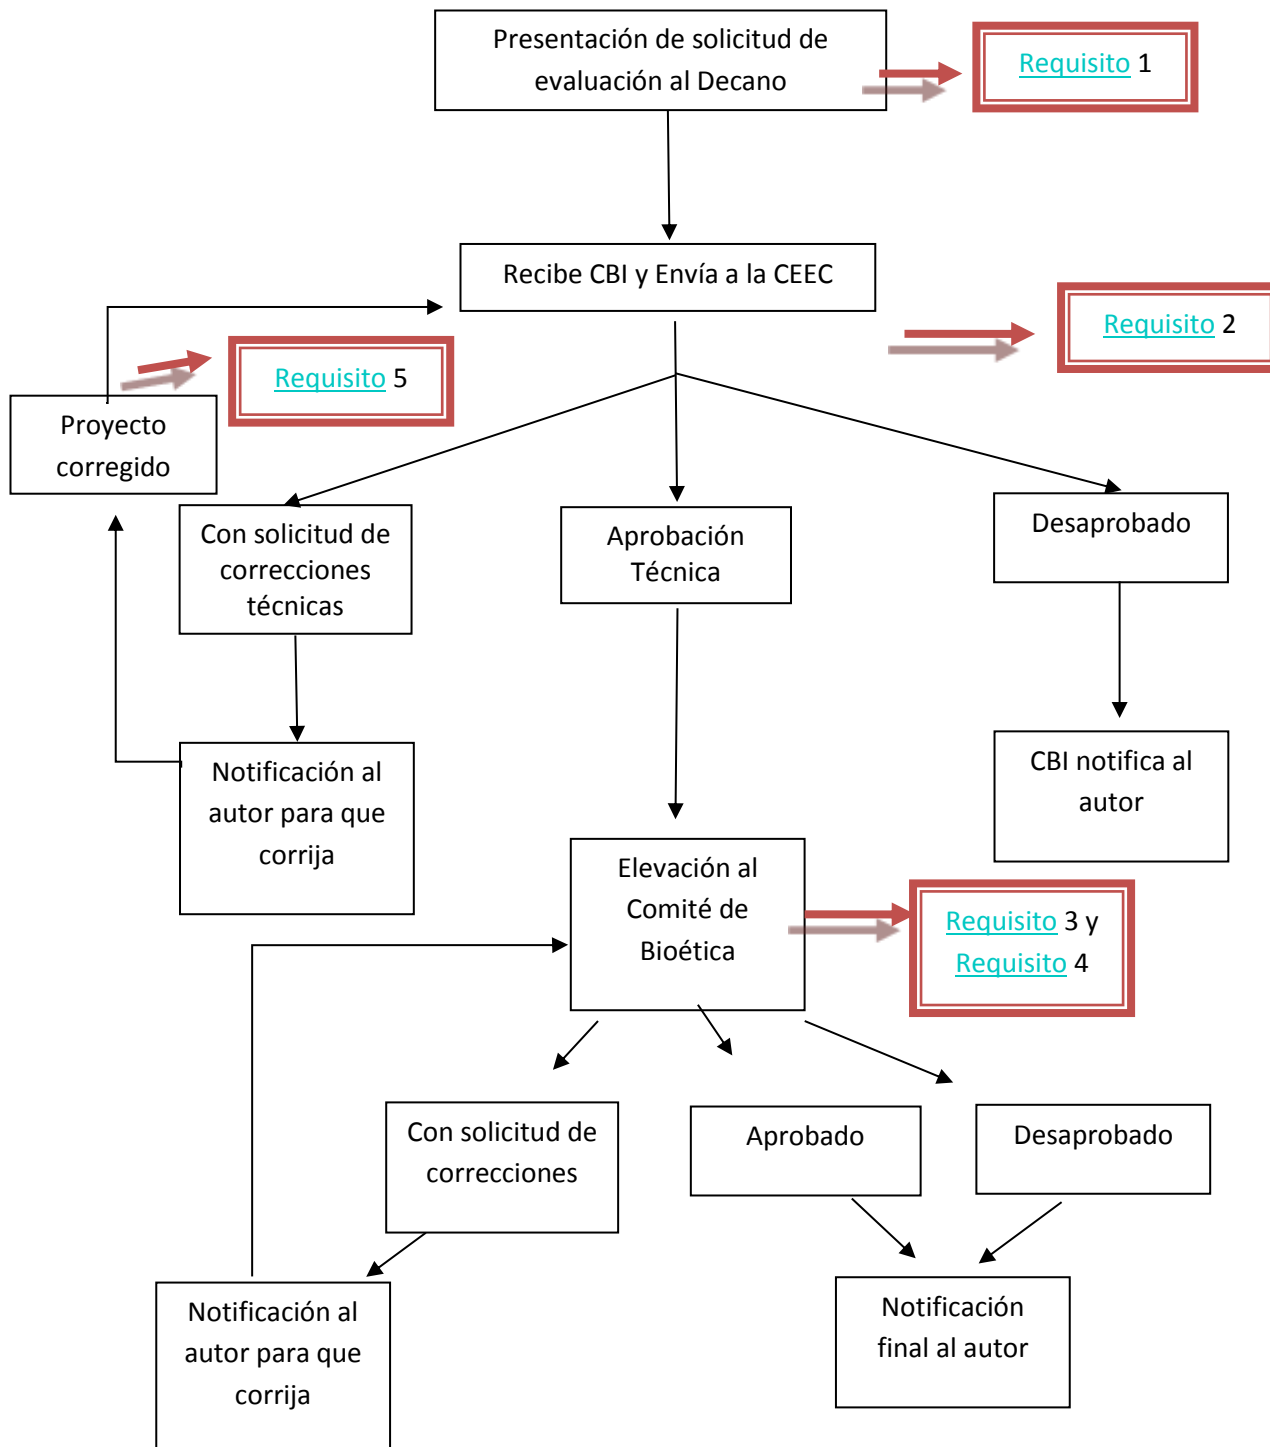 Presentación de solicitud de
evaluación al Decano
Requisito 1
Recibe CBI y Envía a la CEEC
Requisito 2
Requisito 5
Proyecto
corregido
Con solicitud de
correcciones
técnicas
Aprobación
Técnica
Desaprobado
Notificación al
autor para que
corrija
CBI notifica al
autor
Elevación al
Comité de
Bioética
Requisito 3 y
Requisito 4
Con solicitud de
correcciones
Aprobado
Desaprobado
Notificación al
autor para que
corrija
Notificación
final al autor